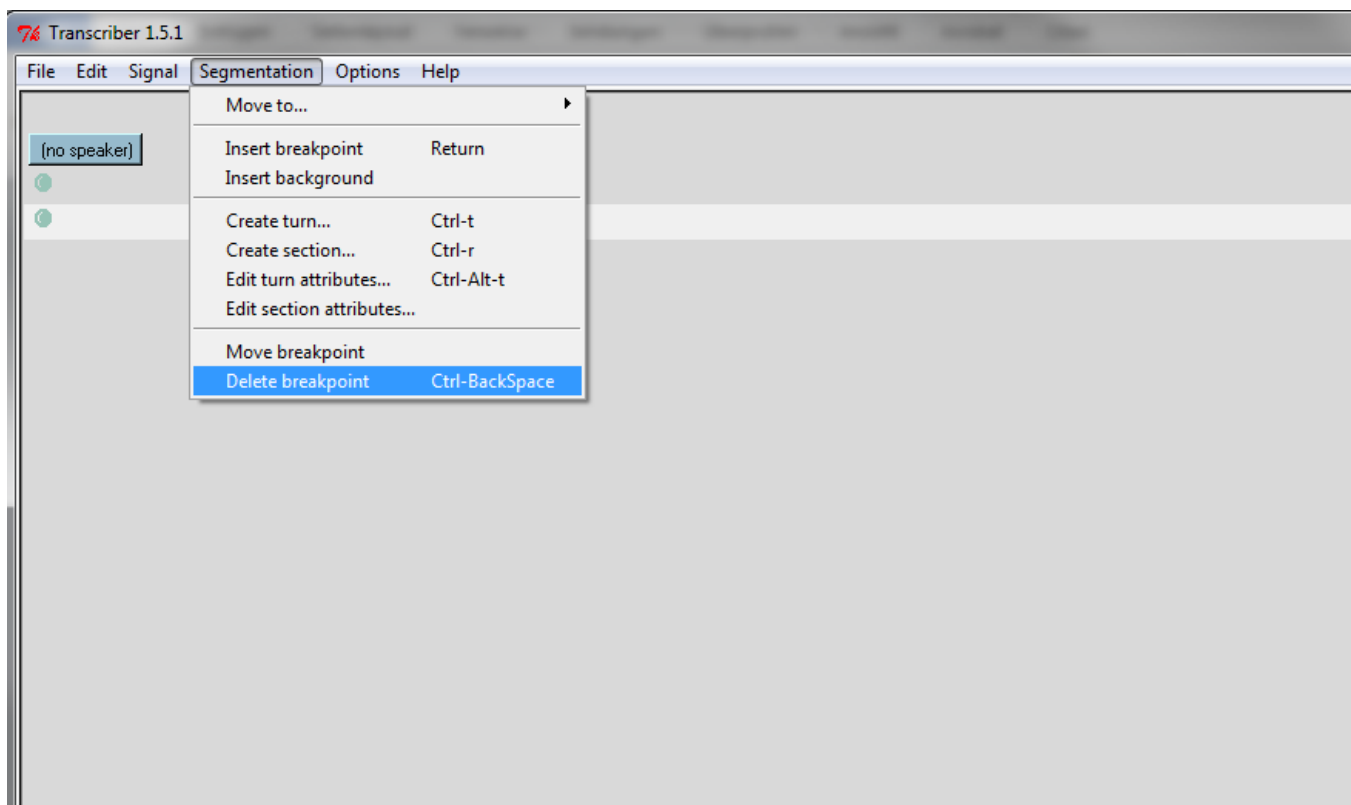 Transcriber 1.5.1
File Edit Signal Segmentation Options Help
Move to...
(no speaker)
Insert breakpoint Return
Insert background
Create turn... Ctrl-t
Create section... Ctrl-r
Edit turn attributes... Ctrl-Alt-t
Edit section attributes...
Move breakpoint
Delete breakpoint Ctrl-BackSpace